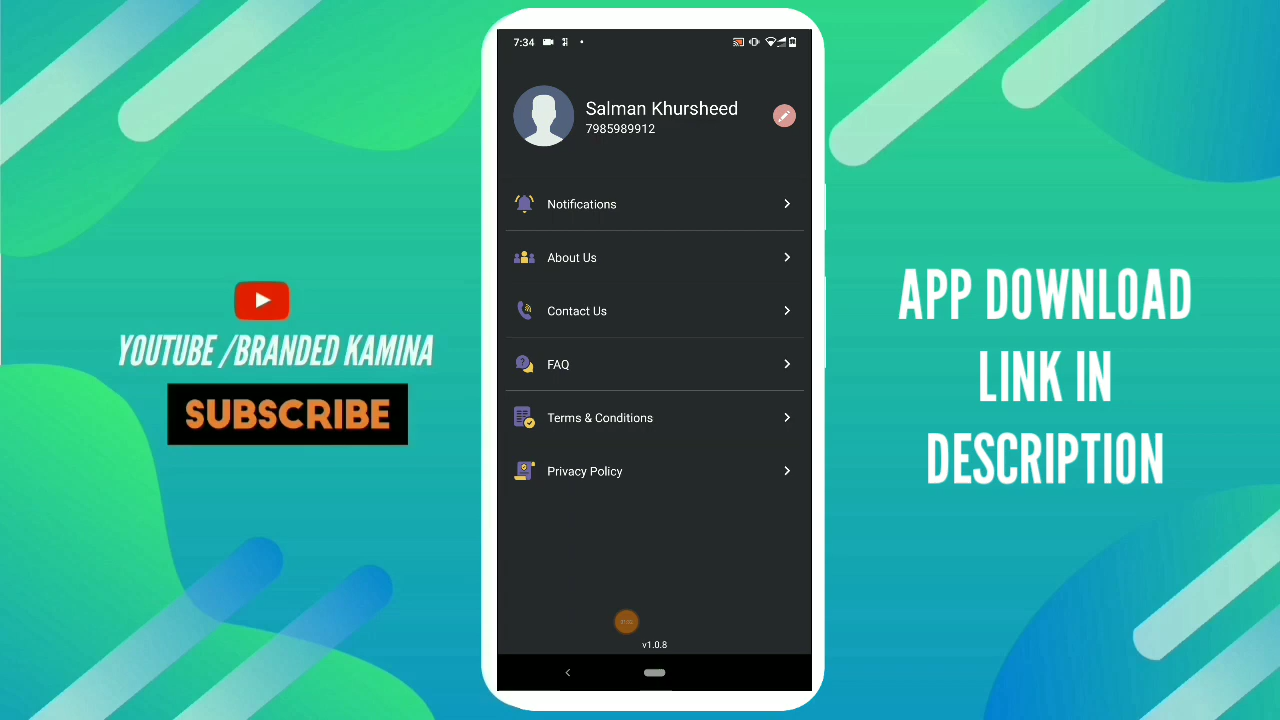 7:34
Salman Khursheed
7985989912
Notifications
About Us
Contact Us
FAQ
Terms & Conditions
Privacy Policy
v1.0.8
YOUTUBE /BRANDED KAMINA
SUBSCRIBE
APP DOWNLOAD
LINK IN
DESCRIPTION